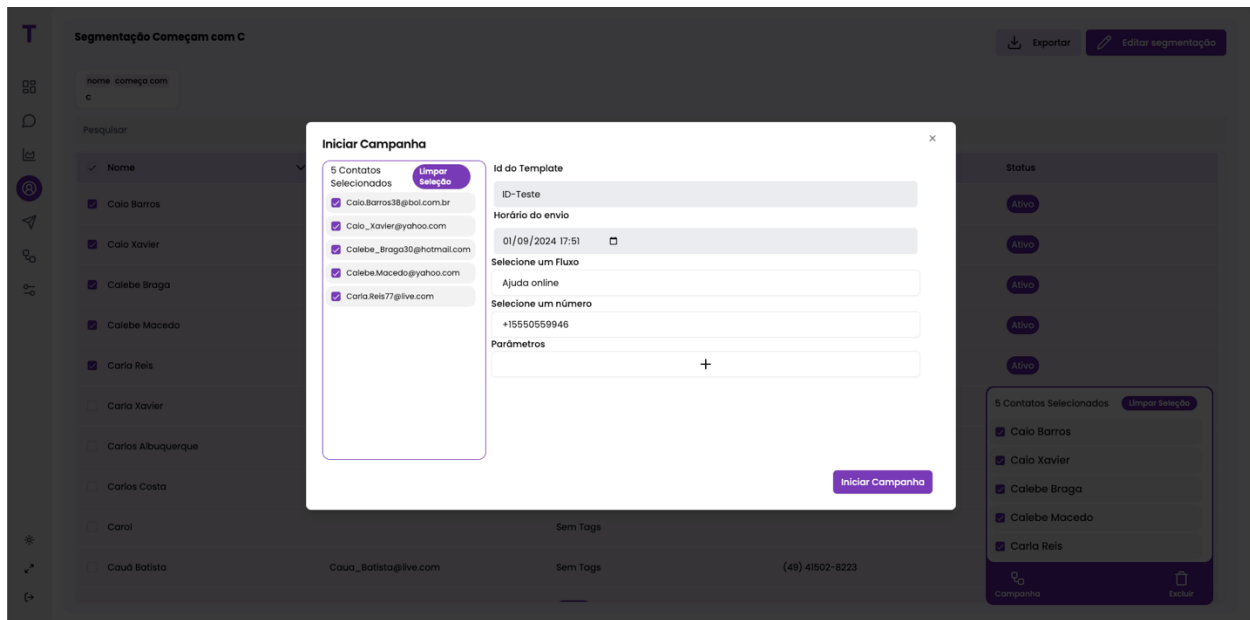 T
Segmentação Começam com C
Exportar
Editar segmentação
nome começa com
c
Pesquisar
Nome
Status
Caio Barros
Ativo
Caio Xavier
Ativo
Calebe Braga
Ativo
Calebe Macedo
Ativo
Carla Reis
Ativo
Carla Xavier
Carlos Albuquerque
Carlos Costa
Carol
Sem Tags
Cauã Batista
Caua_Batista@live.com
Sem Tags
(49) 41502-8223
Iniciar Campanha
×
5 Contatos
Selecionados
Limpar
Seleção
Caio.Barros38@bol.com.br
Caio_Xavier@yahoo.com
Calebe_Braga30@hotmail.com
Calebe.Macedo@yahoo.com
Carla.Reis77@live.com
Id do Template
ID-Teste
Horário do envio
01/09/2024 17:51
Selecione um Fluxo
Ajuda online
Selecione um número
+15550559946
Parâmetros
+
Iniciar Campanha
5 Contatos Selecionados
Limpar Seleção
Caio Barros
Caio Xavier
Calebe Braga
Calebe Macedo
Carla Reis
Campanha
Excluir